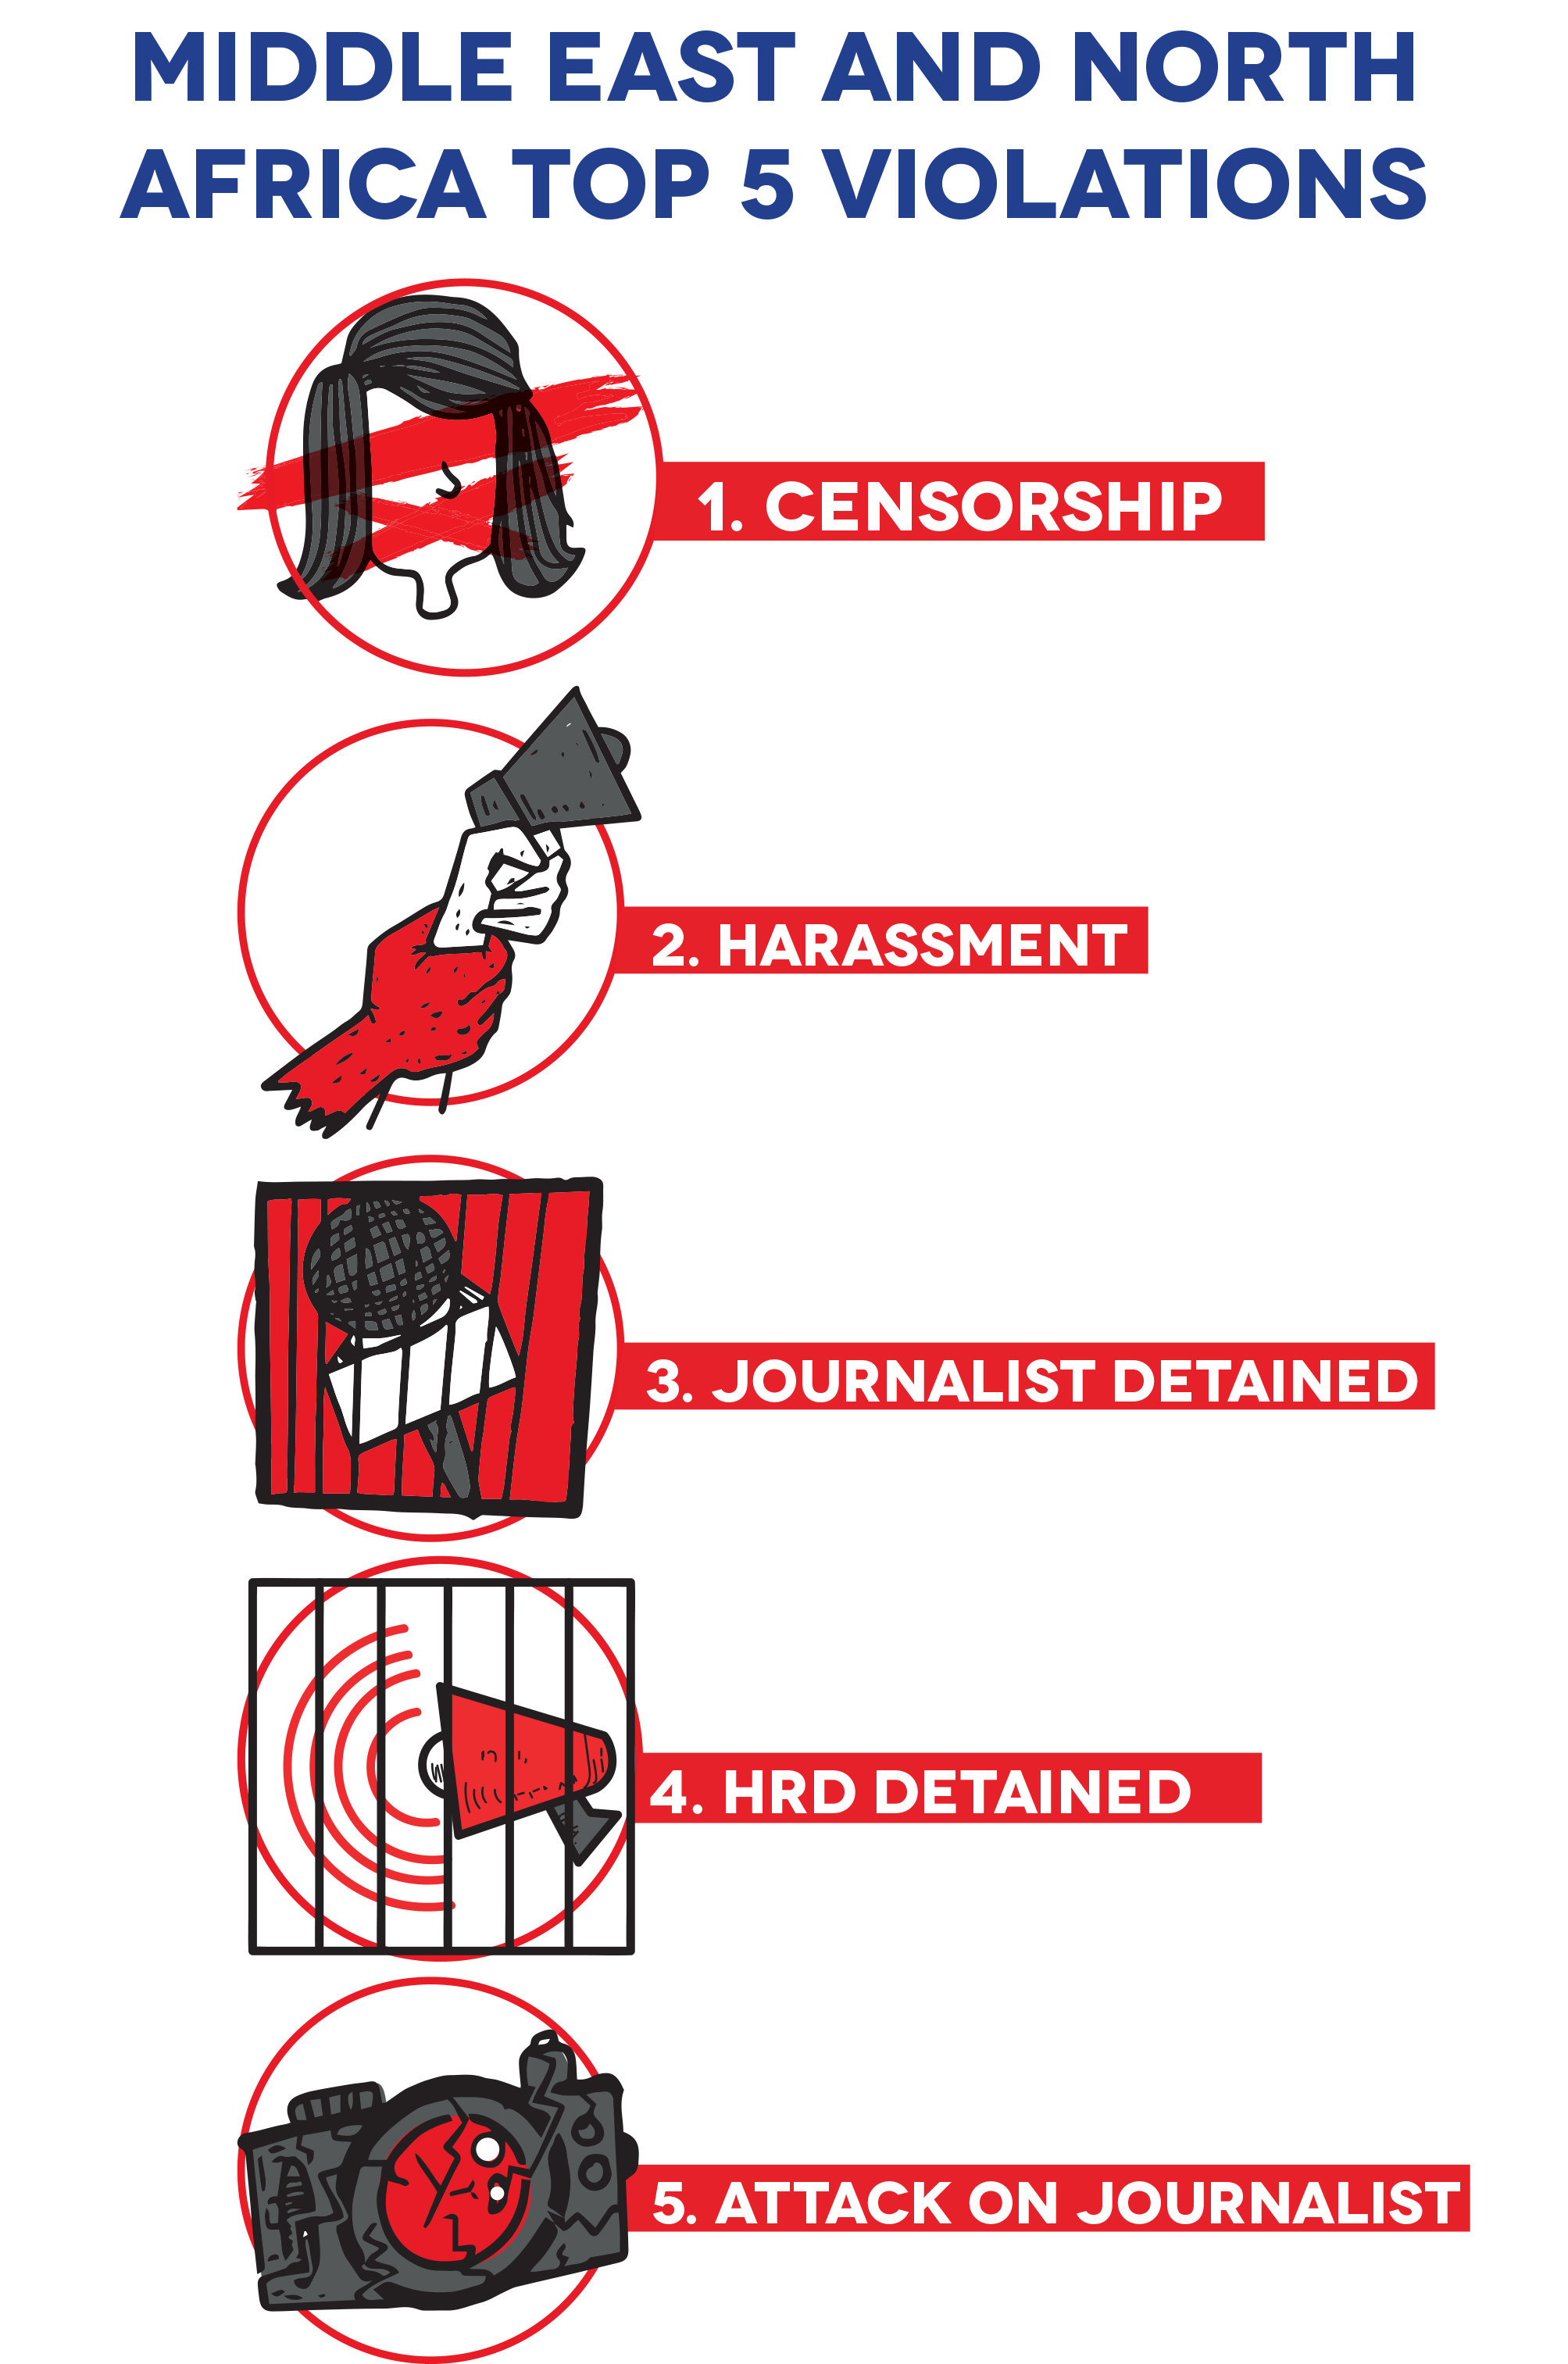 MIDDLE EAST AND NORTH
AFRICA TOP 5 VIOLATIONS
1. CENSORSHIP
2. HARASSMENT
3. JOURNALIST DETAINED
4. HRD DETAINED
5. ATTACK ON JOURNALIST